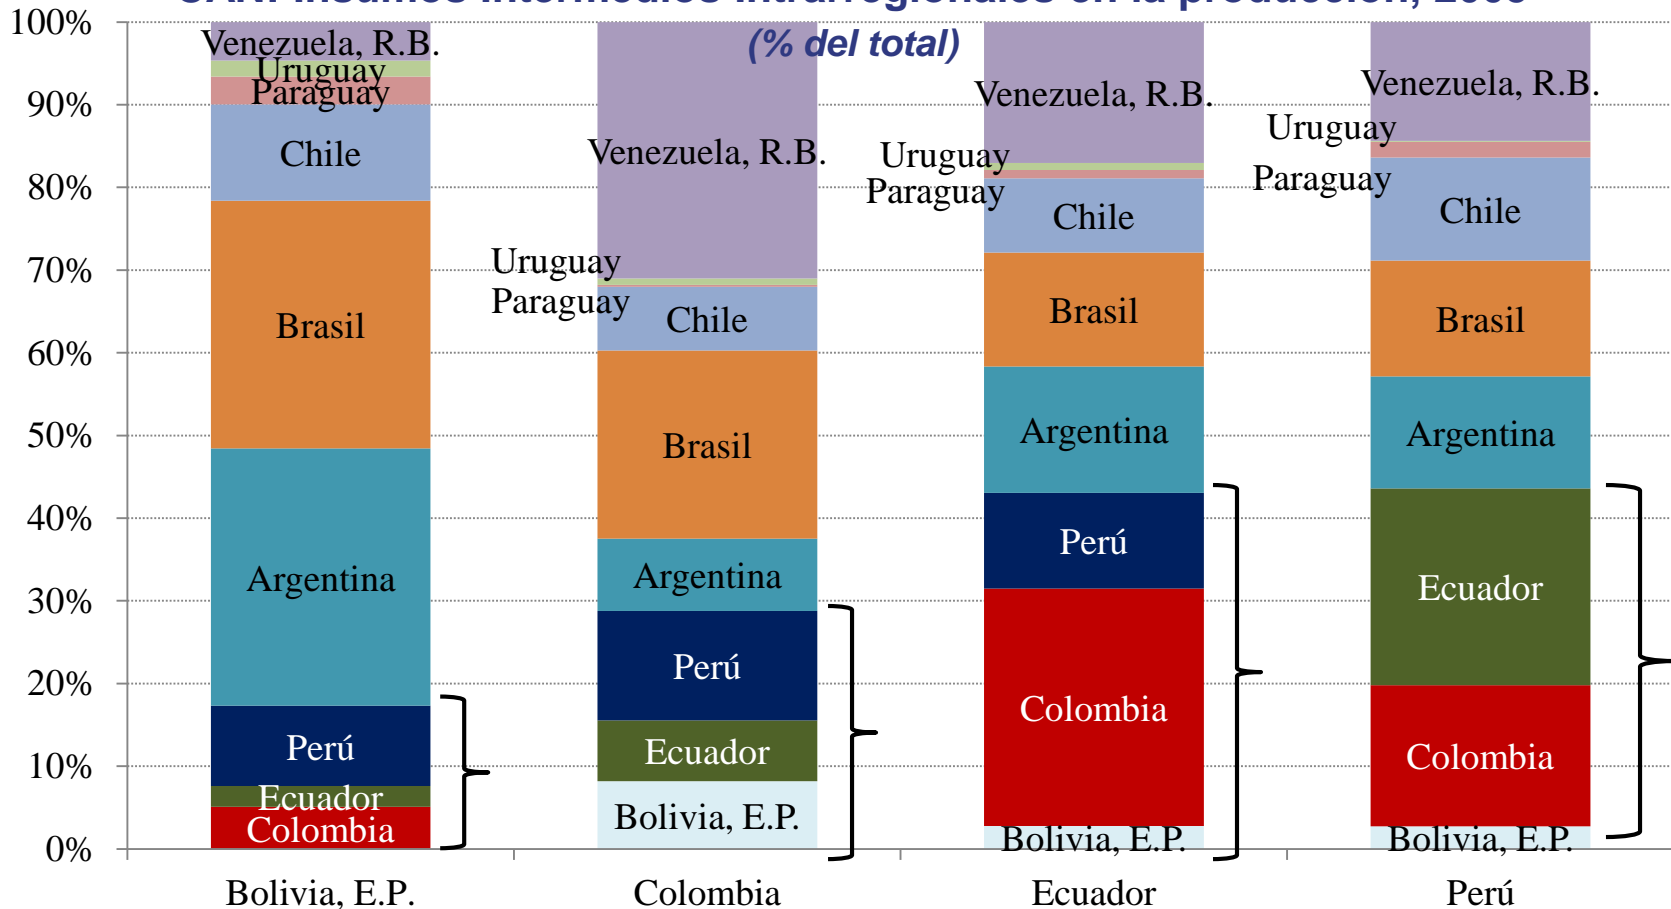 (% del total)
100%
90%
80%
70%
60%
50%
40%
30%
20%
10%
0%
Venezuela, R.B.
Uruguay
Paraguay
Chile
Brasil
Argentina
Perú
Ecuador
Colombia
Venezuela, R.B.
Uruguay
Paraguay
Chile
Brasil
Argentina
Perú
Ecuador
Bolivia, E.P.
Venezuela, R.B.
Uruguay
Paraguay
Chile
Brasil
Argentina
Perú
Colombia
Bolivia, E.P.
Venezuela, R.B.
Uruguay
Paraguay
Chile
Brasil
Argentina
Ecuador
Colombia
Bolivia, E.P.
Bolivia, E.P.
Colombia
Ecuador
Perú